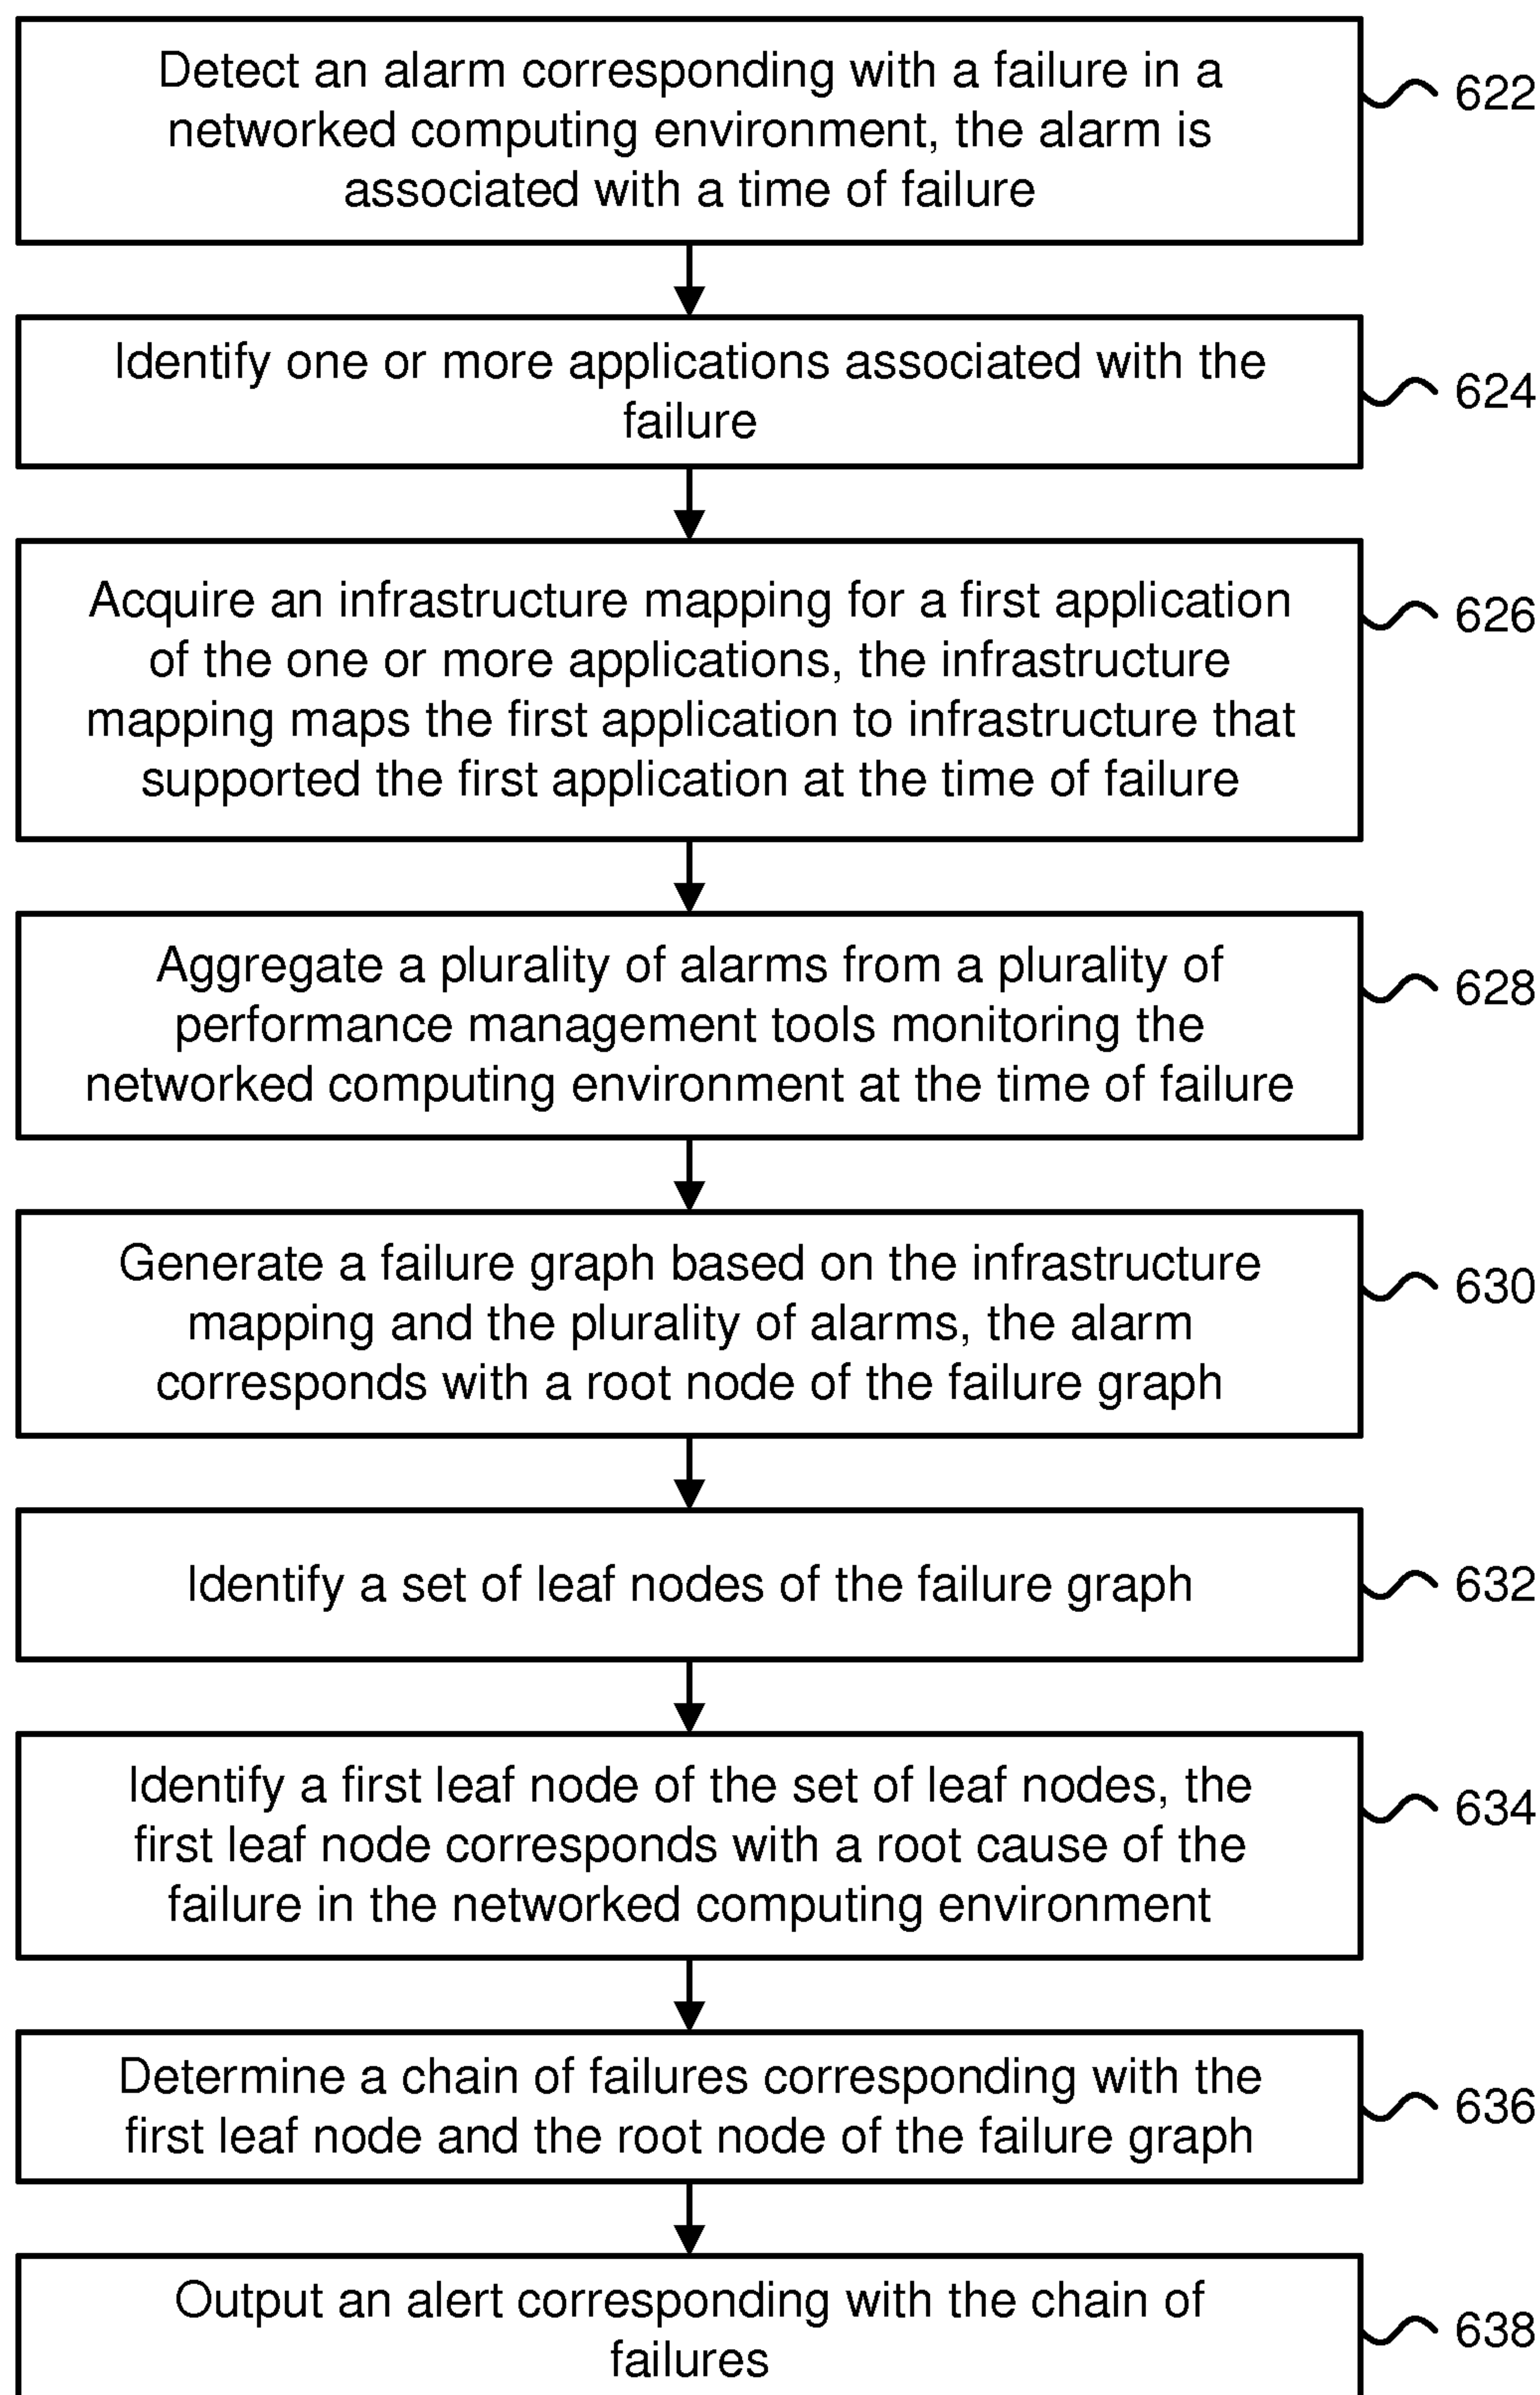 Detect an alarm corresponding with a failure in a
networked computing environment, the alarm is
associated with a time of failure
622
Identify one or more applications associated with the
failure
624
Acquire an infrastructure mapping for a first application
of the one or more applications, the infrastructure
mapping maps the first application to infrastructure that
supported the first application at the time of failure
626
Aggregate a plurality of alarms from a plurality of
performance management tools monitoring the
networked computing environment at the time of failure
628
Generate a failure graph based on the infrastructure
mapping and the plurality of alarms, the alarm
corresponds with a root node of the failure graph
630
Identify a set of leaf nodes of the failure graph
632
Identify a first leaf node of the set of leaf nodes, the
first leaf node corresponds with a root cause of the
failure in the networked computing environment
634
Determine a chain of failures corresponding with the
first leaf node and the root node of the failure graph
636
Output an alert corresponding with the chain of
failures
638